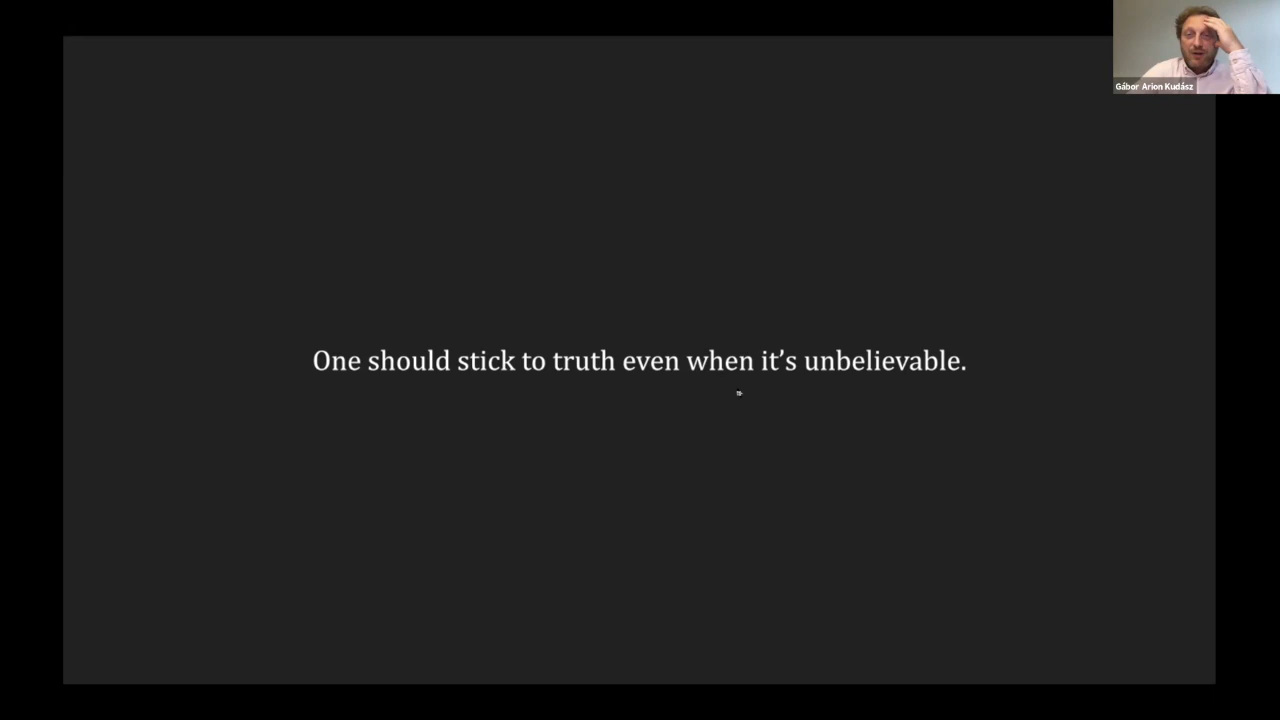 Gábor Arion Kudász
One should stick to truth even when it’s unbelievable.